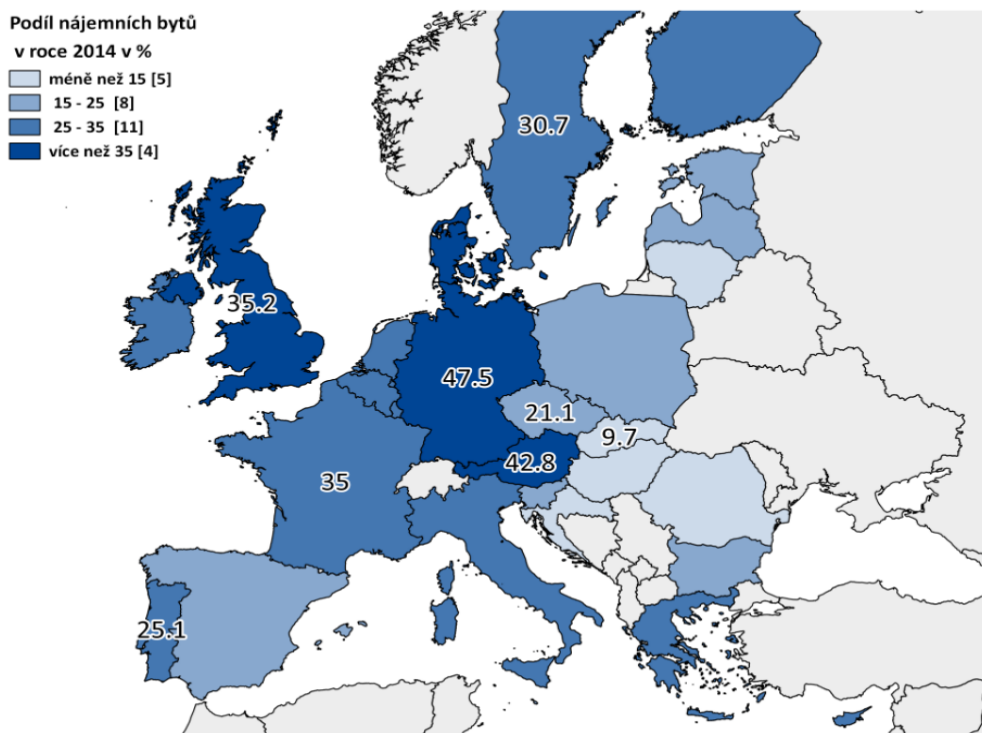 Podíl nájemních bytů
v roce 2014 v %
méně než 15 [5]
15 - 25 [8]
25 - 35 [11]
více než 35 [4]
30.7
35.2
47.5
21.1
9.7
42.8
35
25.1